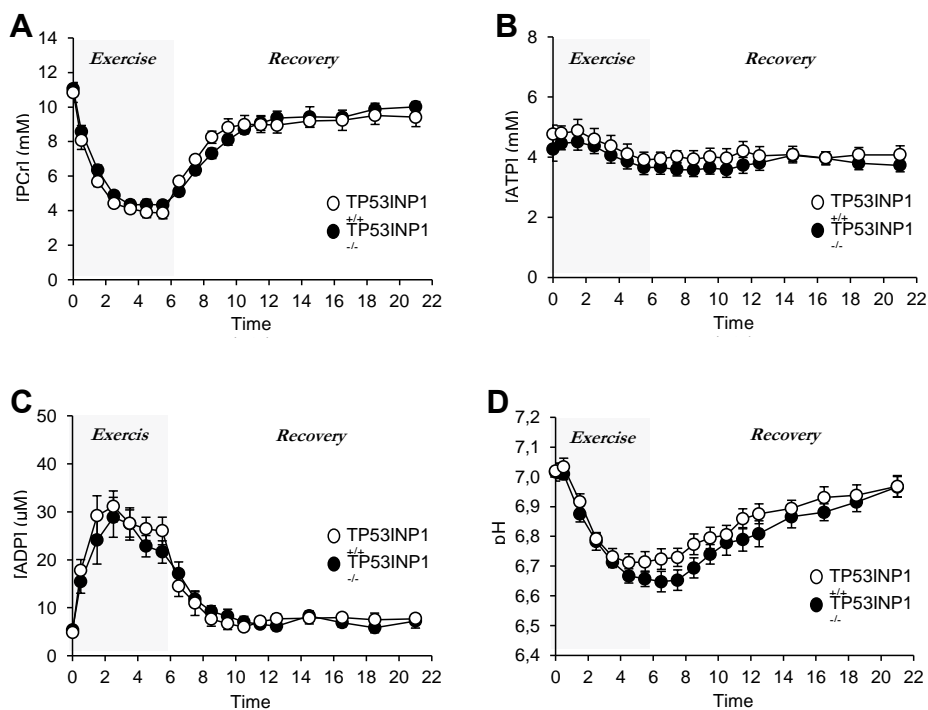 A
14
12
10
8
6
4
2
0
[PCr] (mM)
Exercise
Recovery
TP53INP1
+/+
TP53INP1
-/-
0 2 4 6 8 10 12 14 16 18 20 22
Time
B
8
6
4
2
0
[ATP] (mM)
Exercise
Recovery
TP53INP1
+/+
TP53INP1
-/-
0 2 4 6 8 10 12 14 16 18 20 22
Time
C
50
40
30
20
10
0
[ADP] (uM)
Exercis
Recovery
TP53INP1
+/+
TP53INP1
-/-
0 2 4 6 8 10 12 14 16 18 20 22
Time
D
7,2
7,1
7,0
6,9
6,8
6,7
6,6
6,5
6,4
pH
Exercise
Recovery
TP53INP1
+/+
TP53INP1
-/-
0 2 4 6 8 10 12 14 16 18 20 22
Time